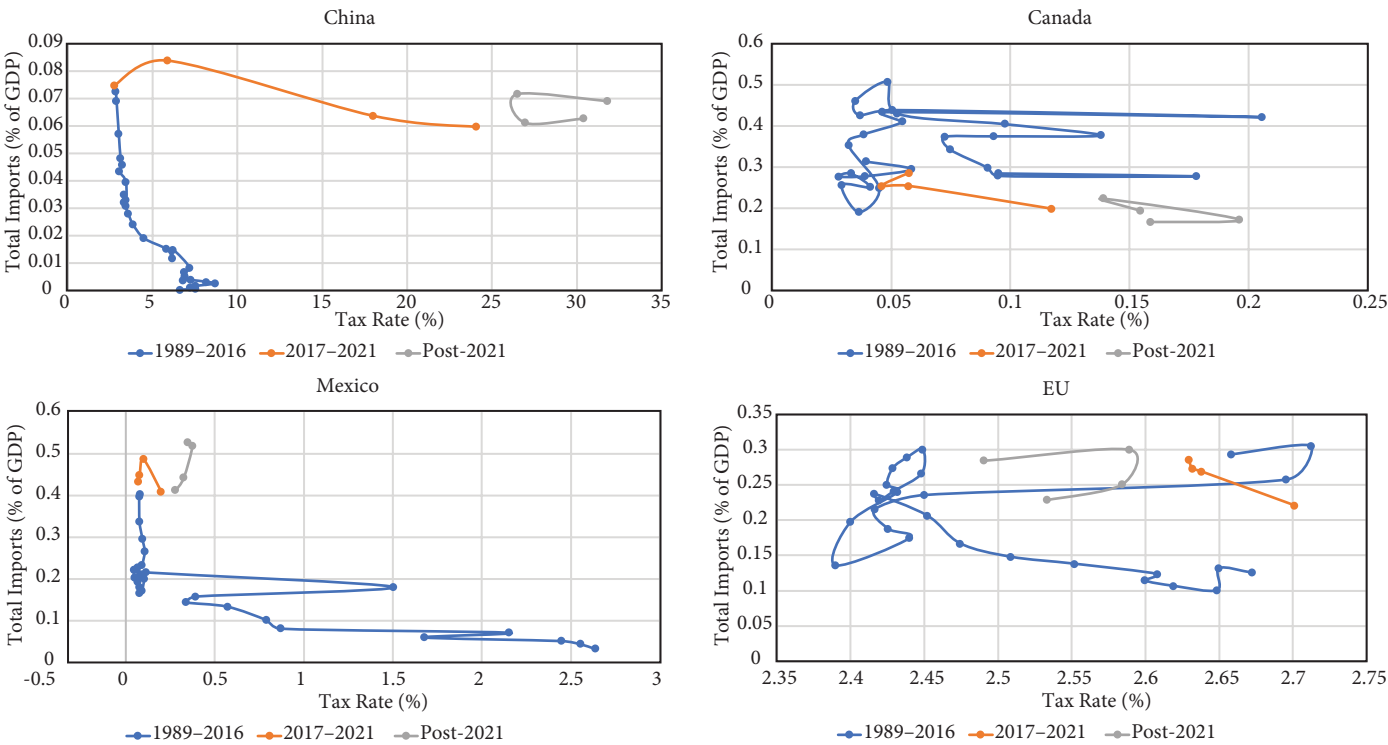 China
Total Imports (% of GDP)
0.09
0.08
0.07
0.06
0.05
0.04
0.03
0.02
0.01
0
0 5 10 15 20 25 30 35
Tax Rate (%)
1989–2016 2017–2021 Post-2021
Canada
Total Imports (% of GDP)
0.6
0.5
0.4
0.3
0.2
0.1
0
0 0.05 0.1 0.15 0.2 0.25
Tax Rate (%)
1989–2016 2017–2021 Post-2021
Mexico
Total Imports (% of GDP)
0.6
0.5
0.4
0.3
0.2
0.1
0
-0.5 0 0.5 1 1.5 2 2.5 3
Tax Rate (%)
1989–2016 2017–2021 Post-2021
EU
Total Imports (% of GDP)
0.35
0.3
0.25
0.2
0.15
0.1
0.05
0
2.35 2.4 2.45 2.5 2.55 2.6 2.65 2.7 2.75
Tax Rate (%)
1989–2016 2017–2021 Post-2021